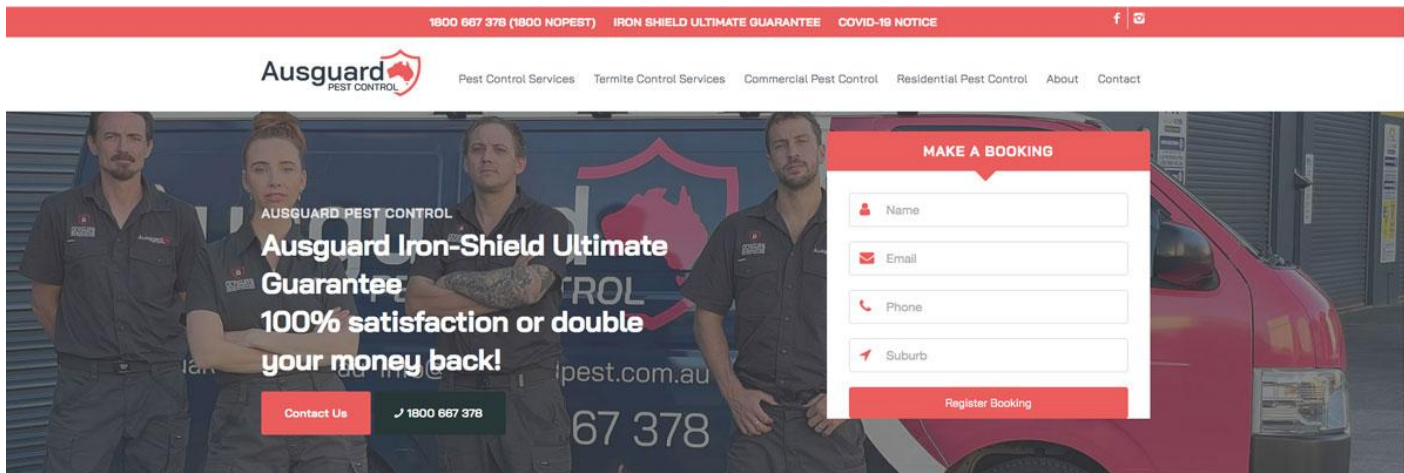 1800 667 378 (1800 NOPEST) IRON SHIELD ULTIMATE GUARANTEE COVID-19 NOTICE
Ausguard
PEST CONTROL
Pest Control Services Termite Control Services Commercial Pest Control Residential Pest Control About Contact
AUSGUARD PEST CONTROL
Ausguard Iron-Shield Ultimate
Guarantee
100% satisfaction or double
your money back!
Contact Us
1800 667 378
pest.com.au
67 378
MAKE A BOOKING
Name
Email
Phone
Suburb
Register Booking